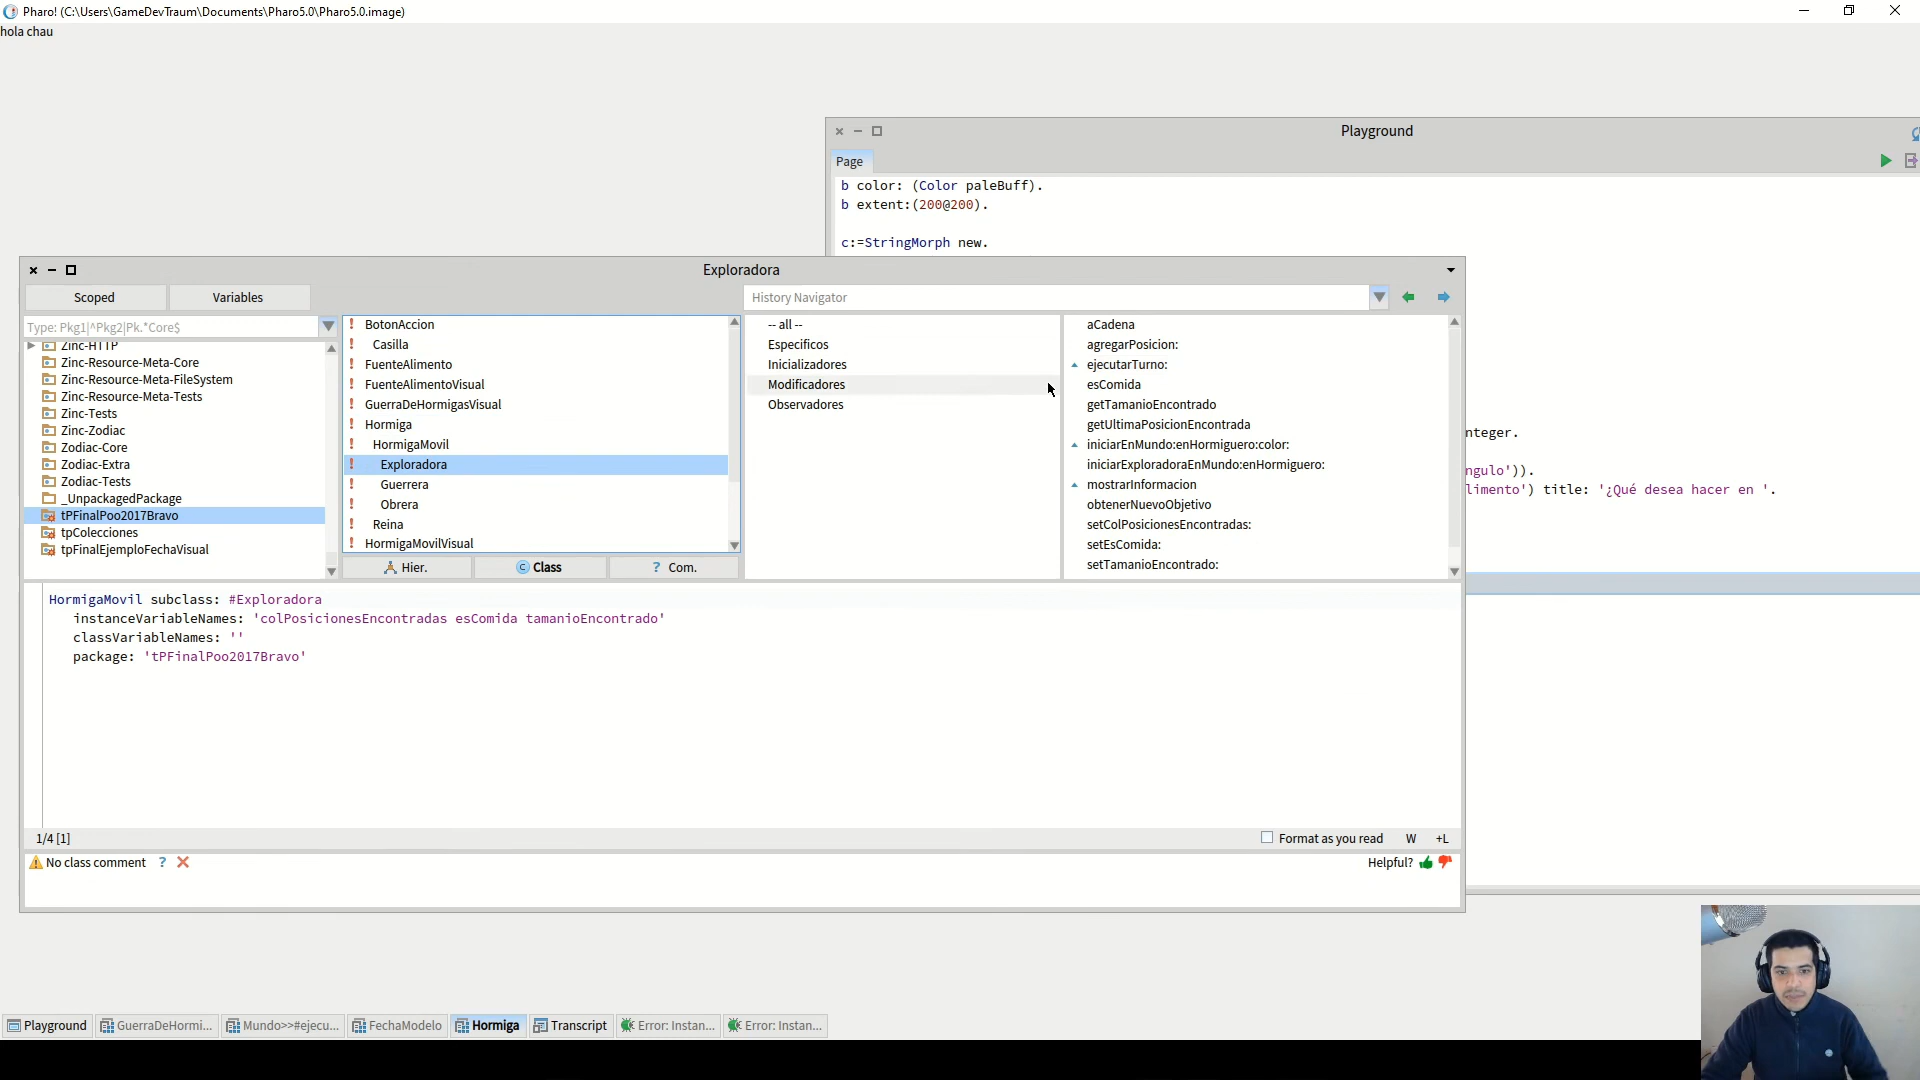 Pharo! (C:\Users\GameDevTraum\Documents\Pharo5.0\Pharo5.0.image)
hola chau
Playground
Page
b color: (Color paleBuff).
b extent:(200@200).
c:=StringMorph new.
nteger.
ngulo')).
limento') title: '¿Qué desea hacer en '.
Exploradora
Scoped
Variables
History Navigator
Type: Pkg1|^Pkg2|Pk.*Core$
Zinc-HTTP
Zinc-Resource-Meta-Core
Zinc-Resource-Meta-FileSystem
Zinc-Resource-Meta-Tests
Zinc-Tests
Zinc-Zodiac
Zodiac-Core
Zodiac-Extra
Zodiac-Tests
_UnpackagedPackage
tPFinalPoo2017Bravo
tpColecciones
tpFinalEjemploFechaVisual
BotonAccion
Casilla
FuenteAlimento
FuenteAlimentoVisual
GuerraDeHormigasVisual
Hormiga
HormigaMovil
Exploradora
Guerrera
Obrera
Reina
HormigaMovilVisual
Hier.
Class
? Com.
-- all --
Especificos
Inicializadores
Modificadores
Observadores
aCadena
agregarPosicion:
ejecutarTurno:
esComida
getTamanioEncontrado
getUltimaPosicionEncontrada
iniciarEnMundo:enHormiguero:color:
iniciarExploradoraEnMundo:enHormiguero:
mostrarInformacion
obtenerNuevoObjetivo
setColPosicionesEncontradas:
setEsComida:
setTamanioEncontrado:
HormigaMovil subclass: #Exploradora
instanceVariableNames: 'colPosicionesEncontradas esComida tamanioEncontrado'
classVariableNames: ''
package: 'tPFinalPoo2017Bravo'
1/4 [1]
Format as you read
W
+L
No class comment ?
Helpful?
Playground
GuerraDeHormi...
Mundo>>#ejecu...
FechaModelo
Hormiga
Transcript
Error: Instan...
Error: Instan...